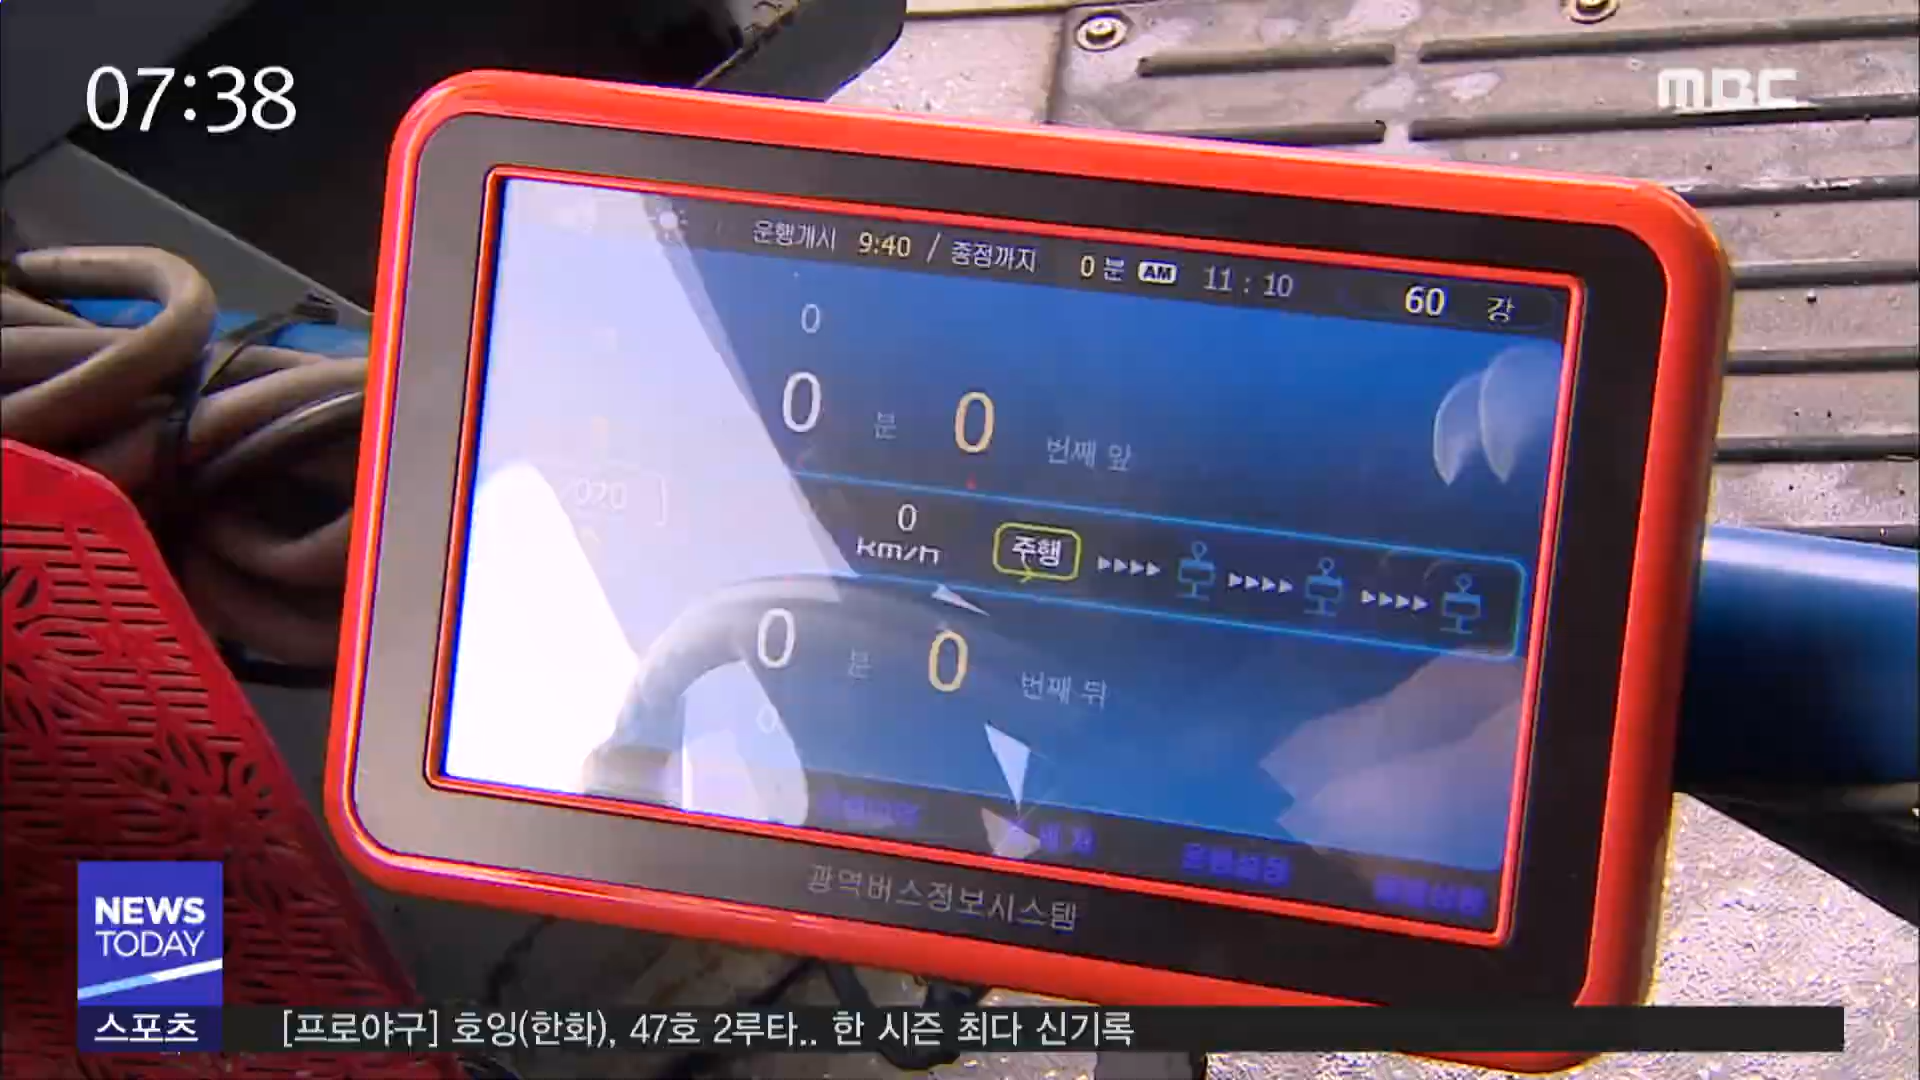 07:38
MBC
운행개시 9:40 / 종점까지 0 분 AM 11 : 10 60 강
0
0 분 0 번째 앞
0
km/h 주행
0 분 0 번째 뒤
0
광역버스정보시스템
NEWS
TODAY
스포츠 [프로야구] 호잉(한화), 47호 2루타.. 한 시즌 최다 신기록